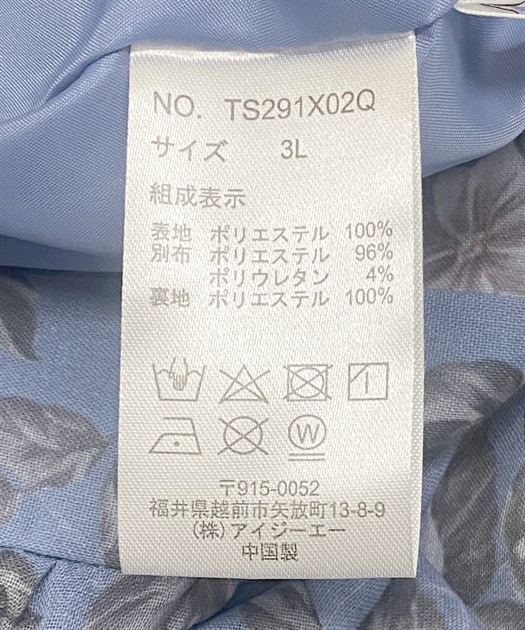 NO. TS291X02Q
サイズ 3L
組成表示
表地 ポリエステル 100%
別布 ポリエステル 96%
ポリウレタン 4%
裏地 ポリエステル 100%
W
〒915-0052
福井県越前市矢放町13-8-9
(株)アイジーエー
中国製